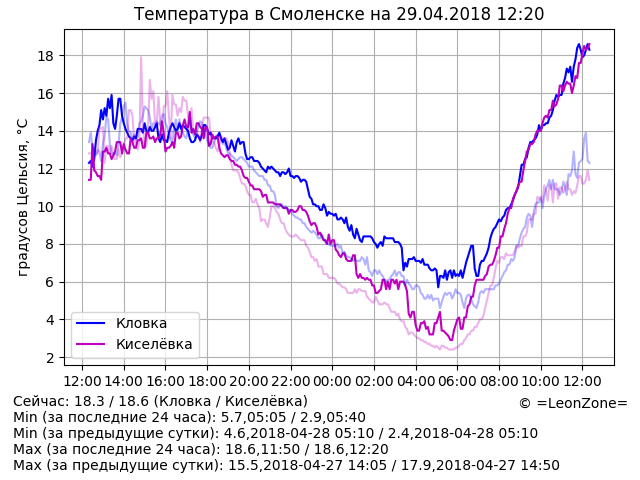 Температура в Смоленске на 29.04.2018 12:20
18
16
14
12
10
8
6
4
2
градусов Цельсия, °C
Кловка
Киселёвка
12:00 14:00 16:00 18:00 20:00 22:00 00:00 02:00 04:00 06:00 08:00 10:00 12:00
Сейчас: 18.3 / 18.6 (Кловка / Киселёвка)
© =LeonZone=
Min (за последние 24 часа): 5.7,05:05 / 2.9,05:40
Min (за предыдущие сутки): 4.6,2018-04-28 05:10 / 2.4,2018-04-28 05:10
Max (за последние 24 часа): 18.6,11:50 / 18.6,12:20
Max (за предыдущие сутки): 15.5,2018-04-27 14:05 / 17.9,2018-04-27 14:50